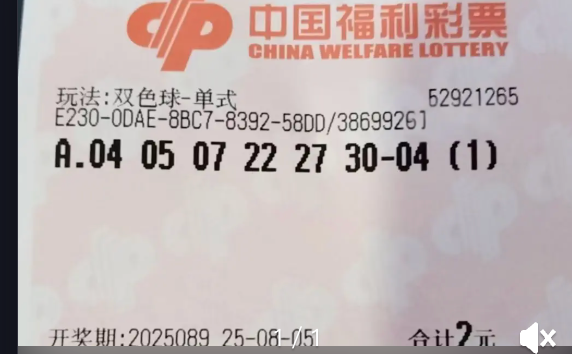 中国福利彩票
CHINA WELFARE LOTTERY
玩法:双色球-单式 52921265
E230-0DAE-8BC7-8392-58DD/38699261
A.04 05 07 22 27 30-04 (1)
开奖期:2025089 25-08-05 合计2元
1/1